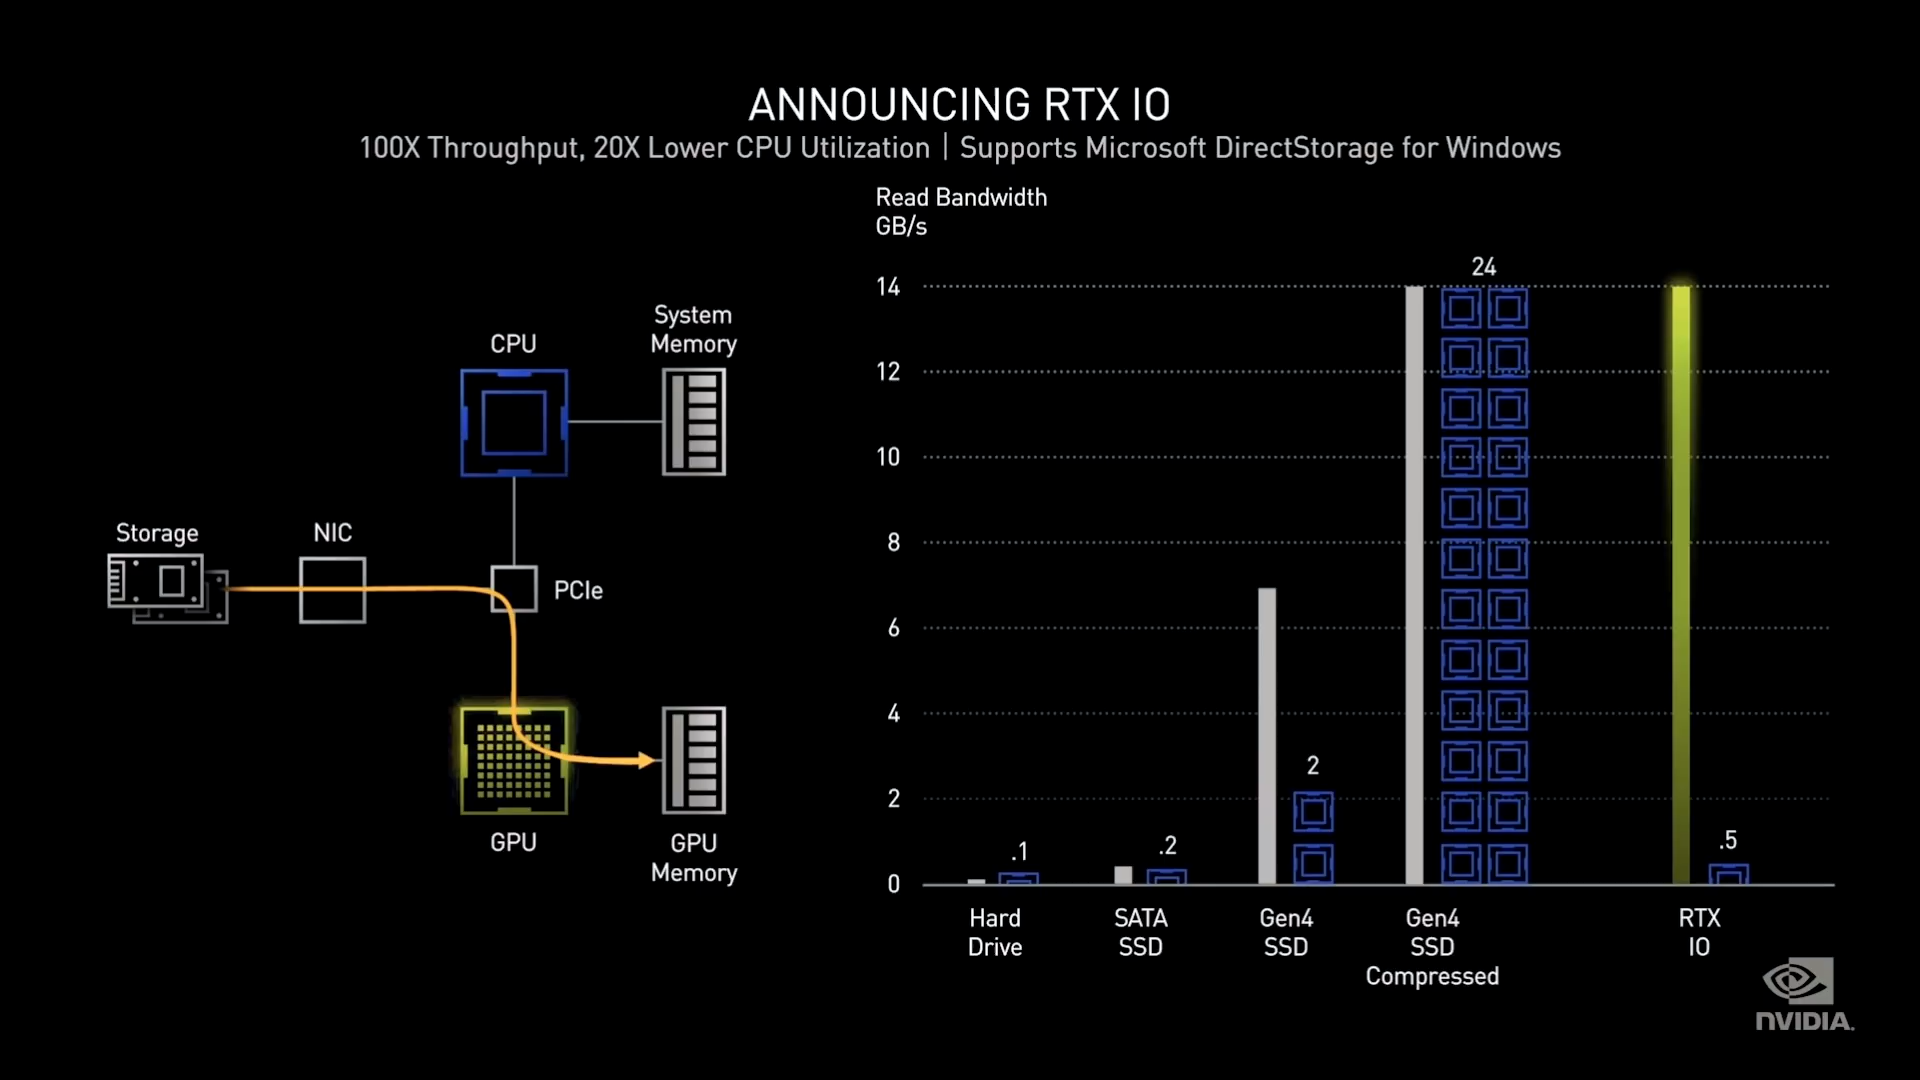 ANNOUNCING RTX IO
100X Throughput, 20X Lower CPU Utilization | Supports Microsoft DirectStorage for Windows
Storage
NIC
CPU
System
Memory
PCIe
GPU
GPU
Memory
Read Bandwidth
GB/s
14
12
10
8
6
4
2
0
.1
.2
2
24
.5
Hard
Drive
SATA
SSD
Gen4
SSD
Gen4
SSD
Compressed
RTX
IO
NVIDIA.